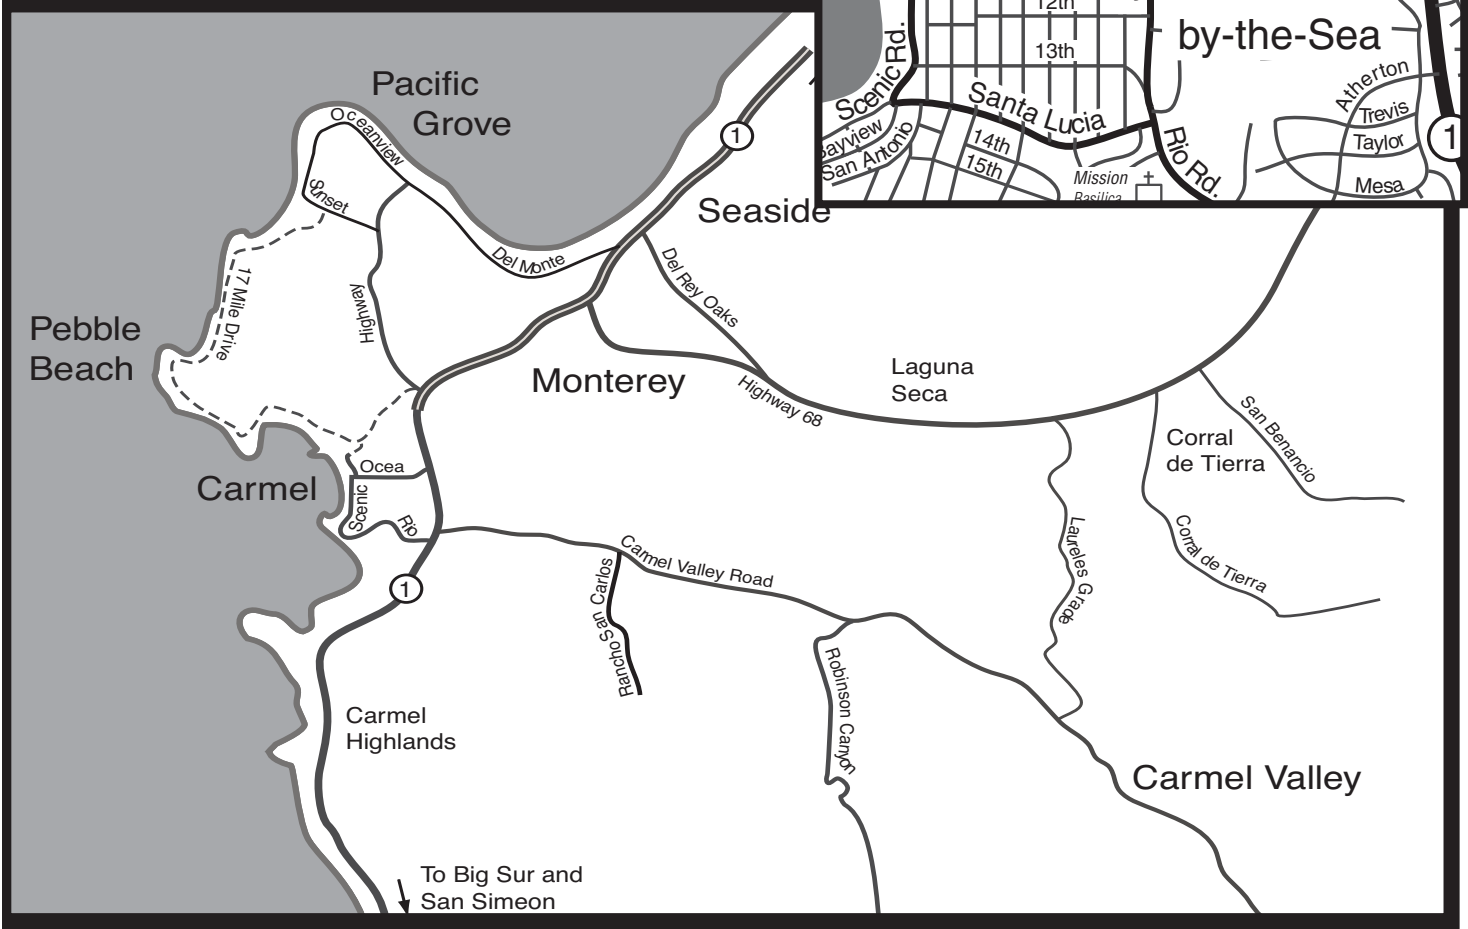 12th
by-the-Sea
13th
Scenic Rd.
Santa Lucia
Atherton
Trevis
Taylor
Mesa
1
14th
15th
San Antonio
Mission
Rio Rd.
Pacific
Grove
Oceanview
Sunset
1
Seaside
Del Monte
Del Rey Oaks
17 Mile Drive
Highway
Pebble
Beach
Monterey
Highway 68
Laguna
Seca
San Benancio
Corral
de Tierra
Corral de Tierra
Carmel
Ocea
Scenic
Rio
Carmel Valley Road
Rancho San Carlos
Laureles Grade
1
Robinson Canyon
Carmel
Highlands
Carmel Valley
To Big Sur and
San Simeon